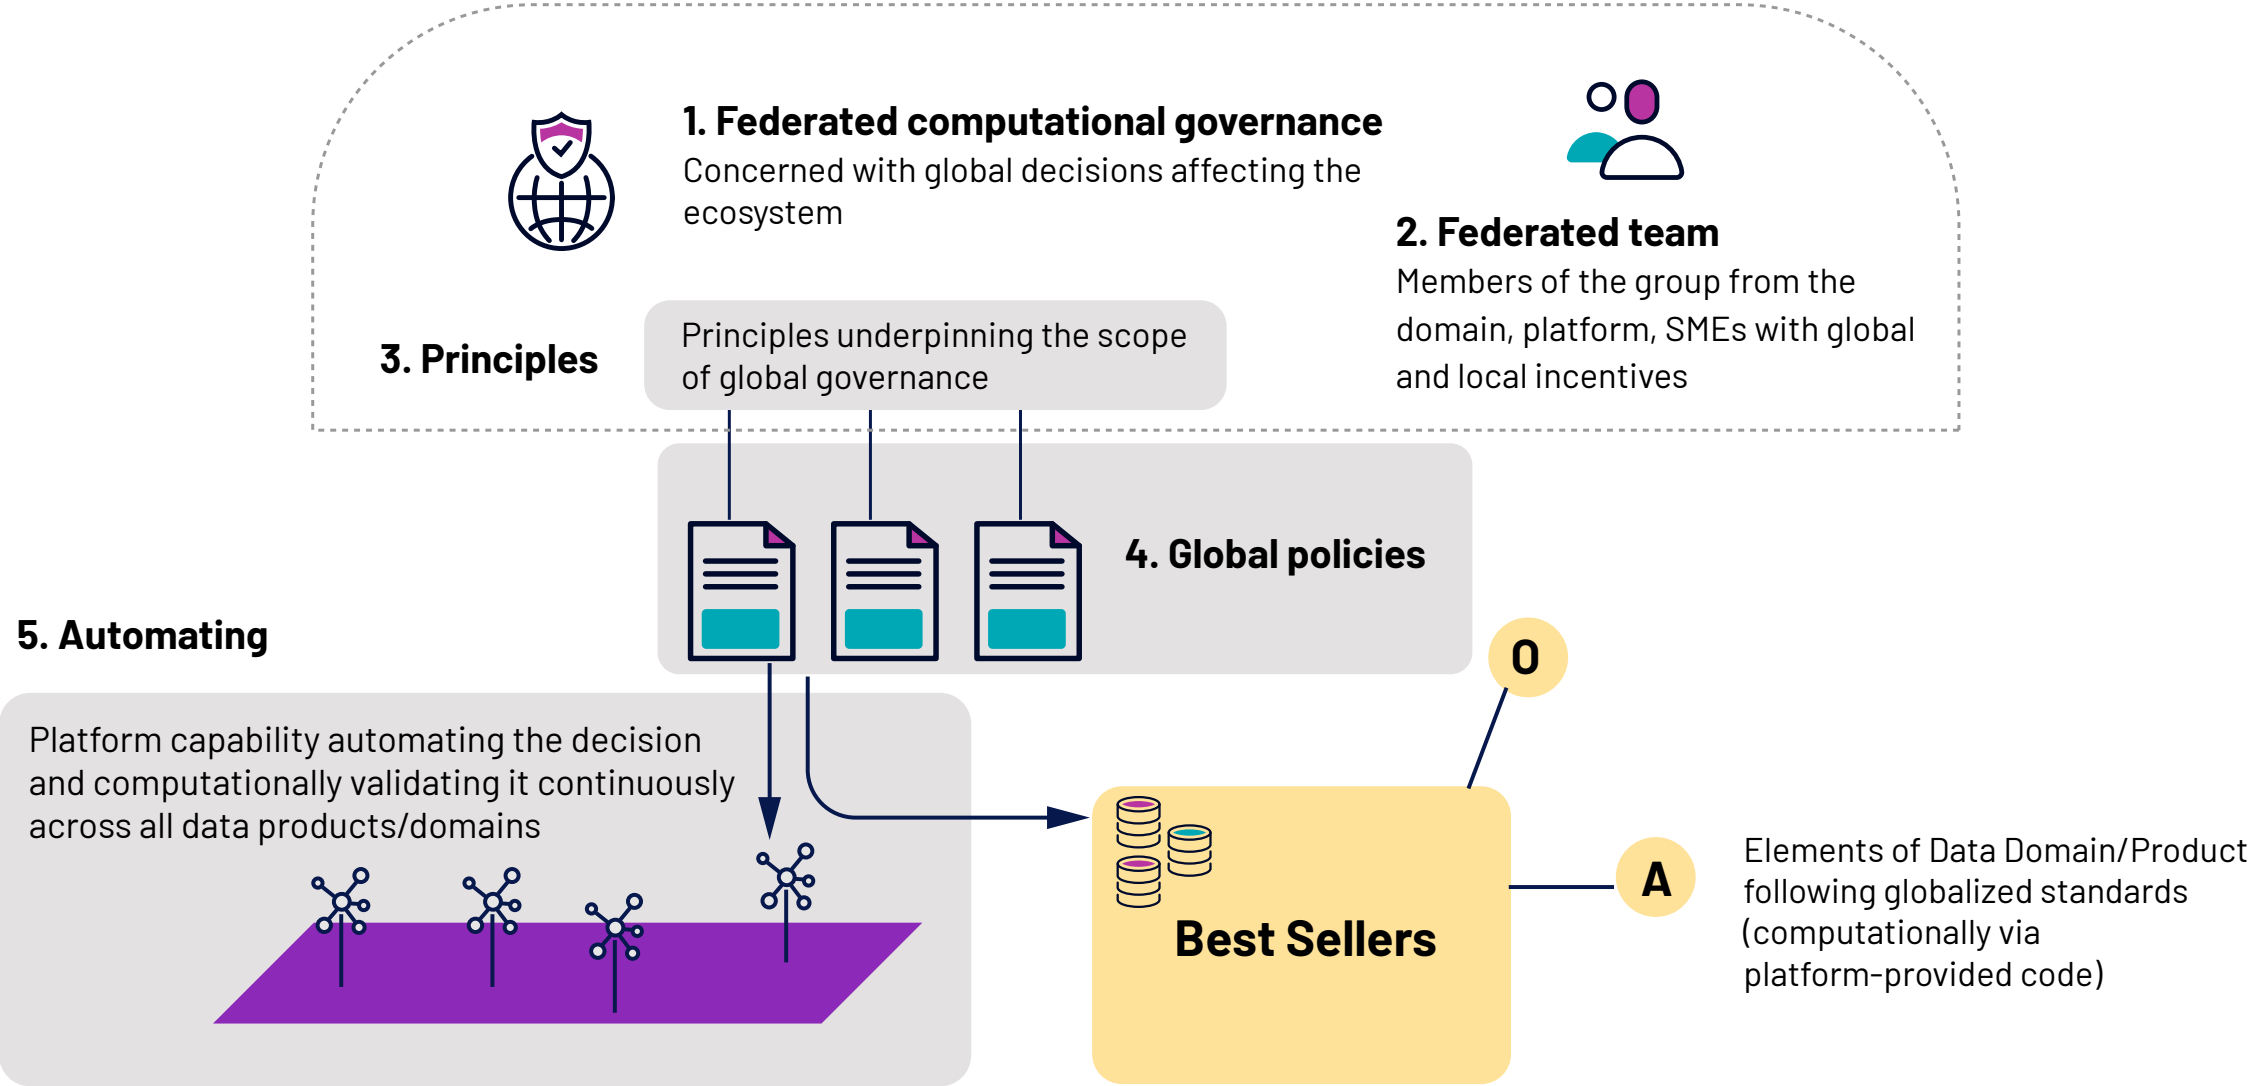 1. Federated computational governance
Concerned with global decisions affecting the
ecosystem
2. Federated team
Members of the group from the
domain, platform, SMEs with global
and local incentives
3. Principles
Principles underpinning the scope
of global governance
4. Global policies
5. Automating
Platform capability automating the decision
and computationally validating it continuously
across all data products/domains
O
A
Best Sellers
Elements of Data Domain/Product
following globalized standards
(computationally via
platform-provided code)